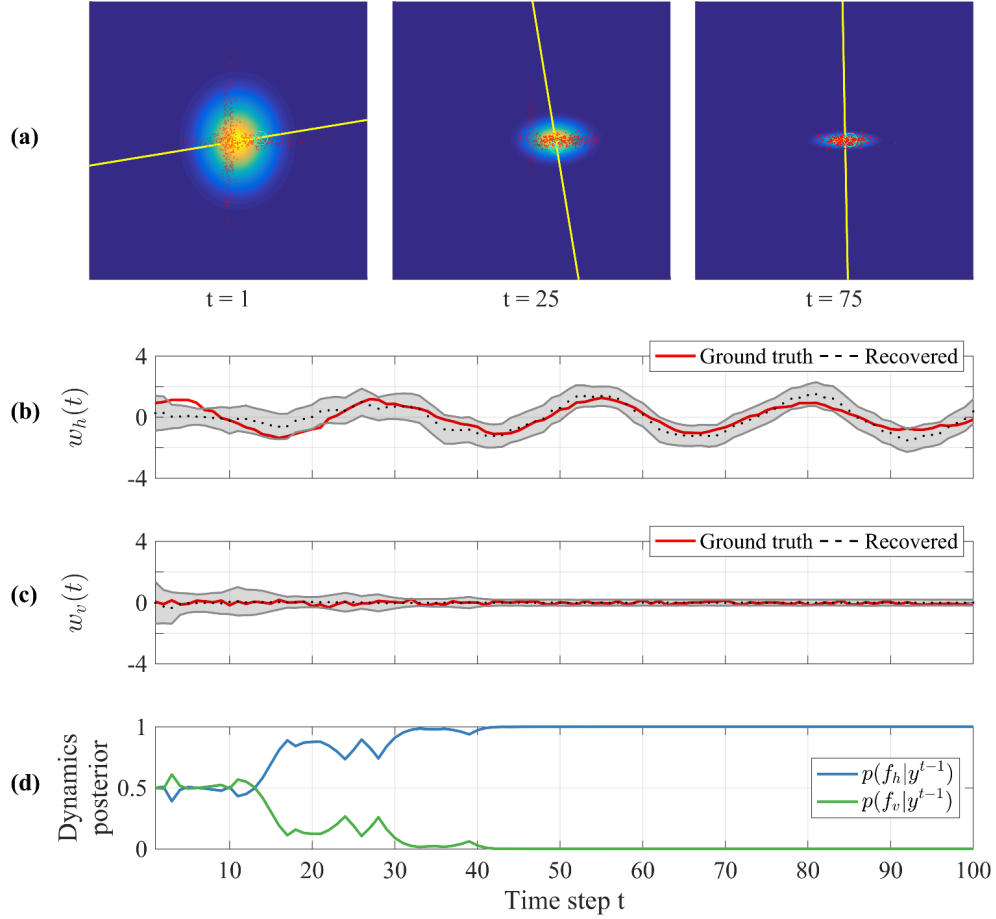 (a)
t = 1
t = 25
t = 75
(b)
w_h(t)
4
0
-4
Ground truth
Recovered
(c)
w_v(t)
4
0
-4
Ground truth
Recovered
(d)
Dynamics
posterior
1
0.5
0
p(f_h|y^{t-1})
p(f_v|y^{t-1})
10 20 30 40 50 60 70 80 90 100
Time step t